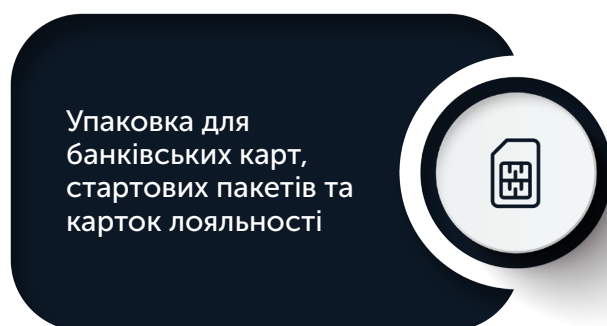 Упаковка для
банківських карт,
стартових пакетів та
карток лояльності